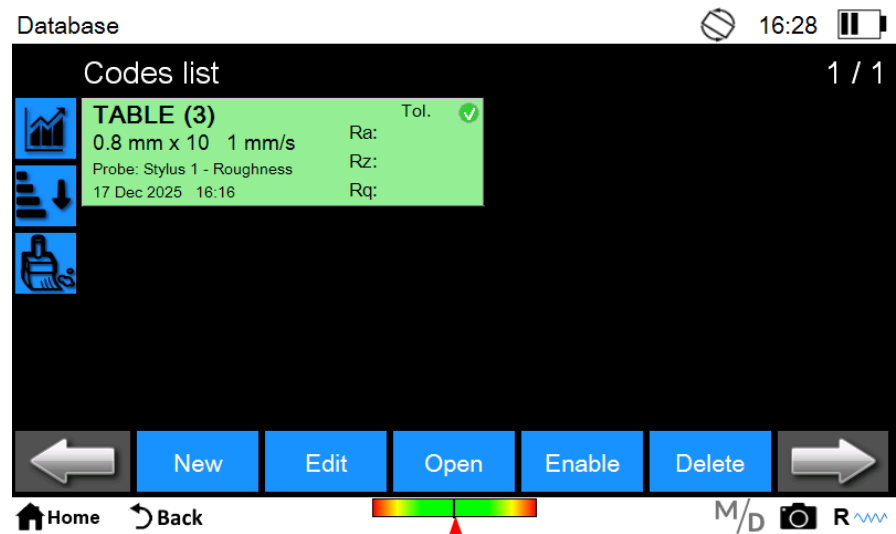 Database 16:28
Codes list 1 / 1
TABLE (3) Tol.
0.8 mm x 10 1 mm/s Ra:
Probe: Stylus 1 - Roughness Rz:
17 Dec 2025 16:16 Rq:
New Edit Open Enable Delete
Home Back M/D R